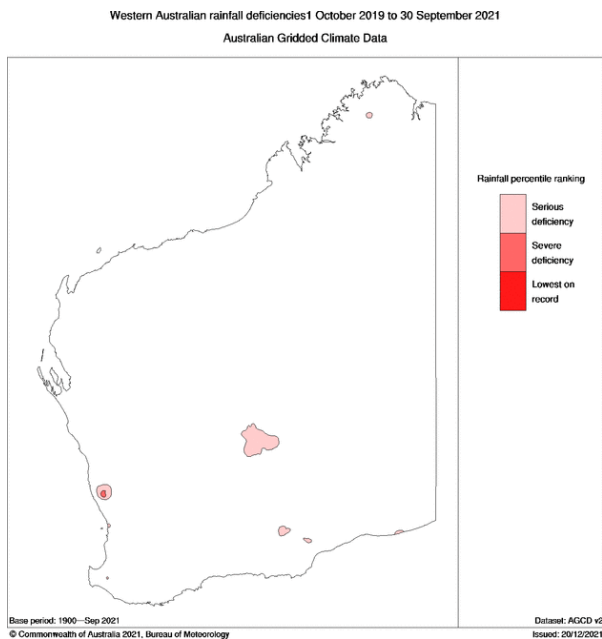 Western Australian rainfall deficiencies1 October 2019 to 30 September 2021
Australian Gridded Climate Data
Rainfall percentile ranking
Serious
deficiency
Severe
deficiency
Lowest on
record
Base period: 1900—Sep 2021
Dataset: AGCD v2
© Commonwealth of Australia 2021, Bureau of Meteorology
Issued: 20/12/2021